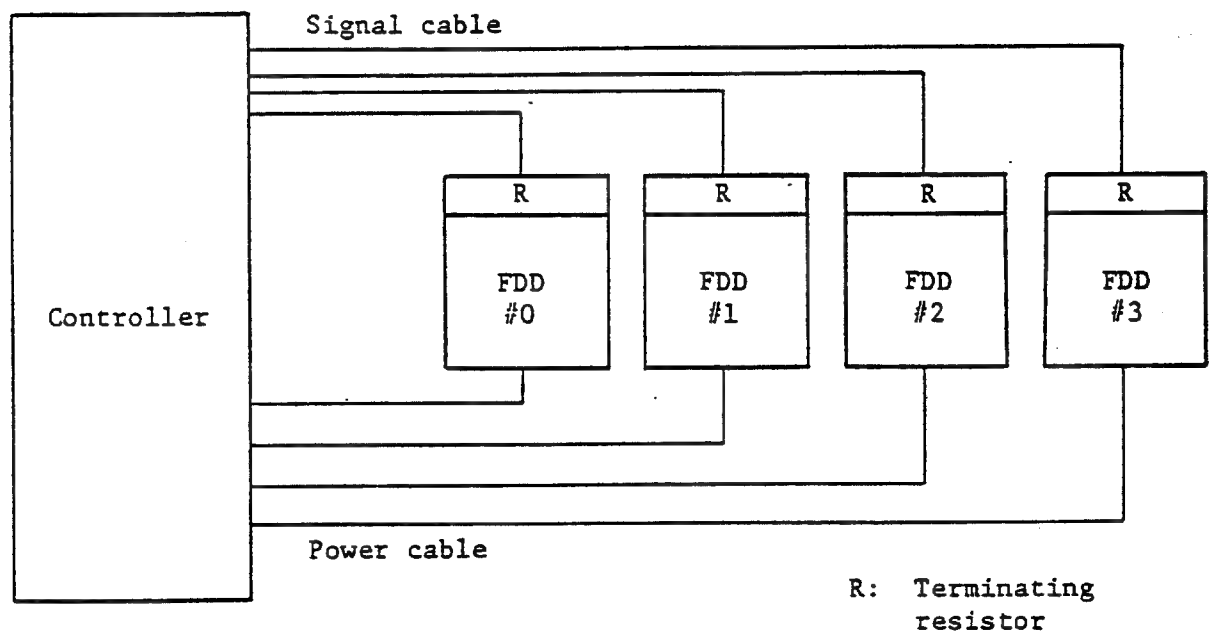 Signal cable
R
R
R
R
FDD
#0
FDD
#1
FDD
#2
FDD
#3
Controller
Power cable
R: Terminating
resistor